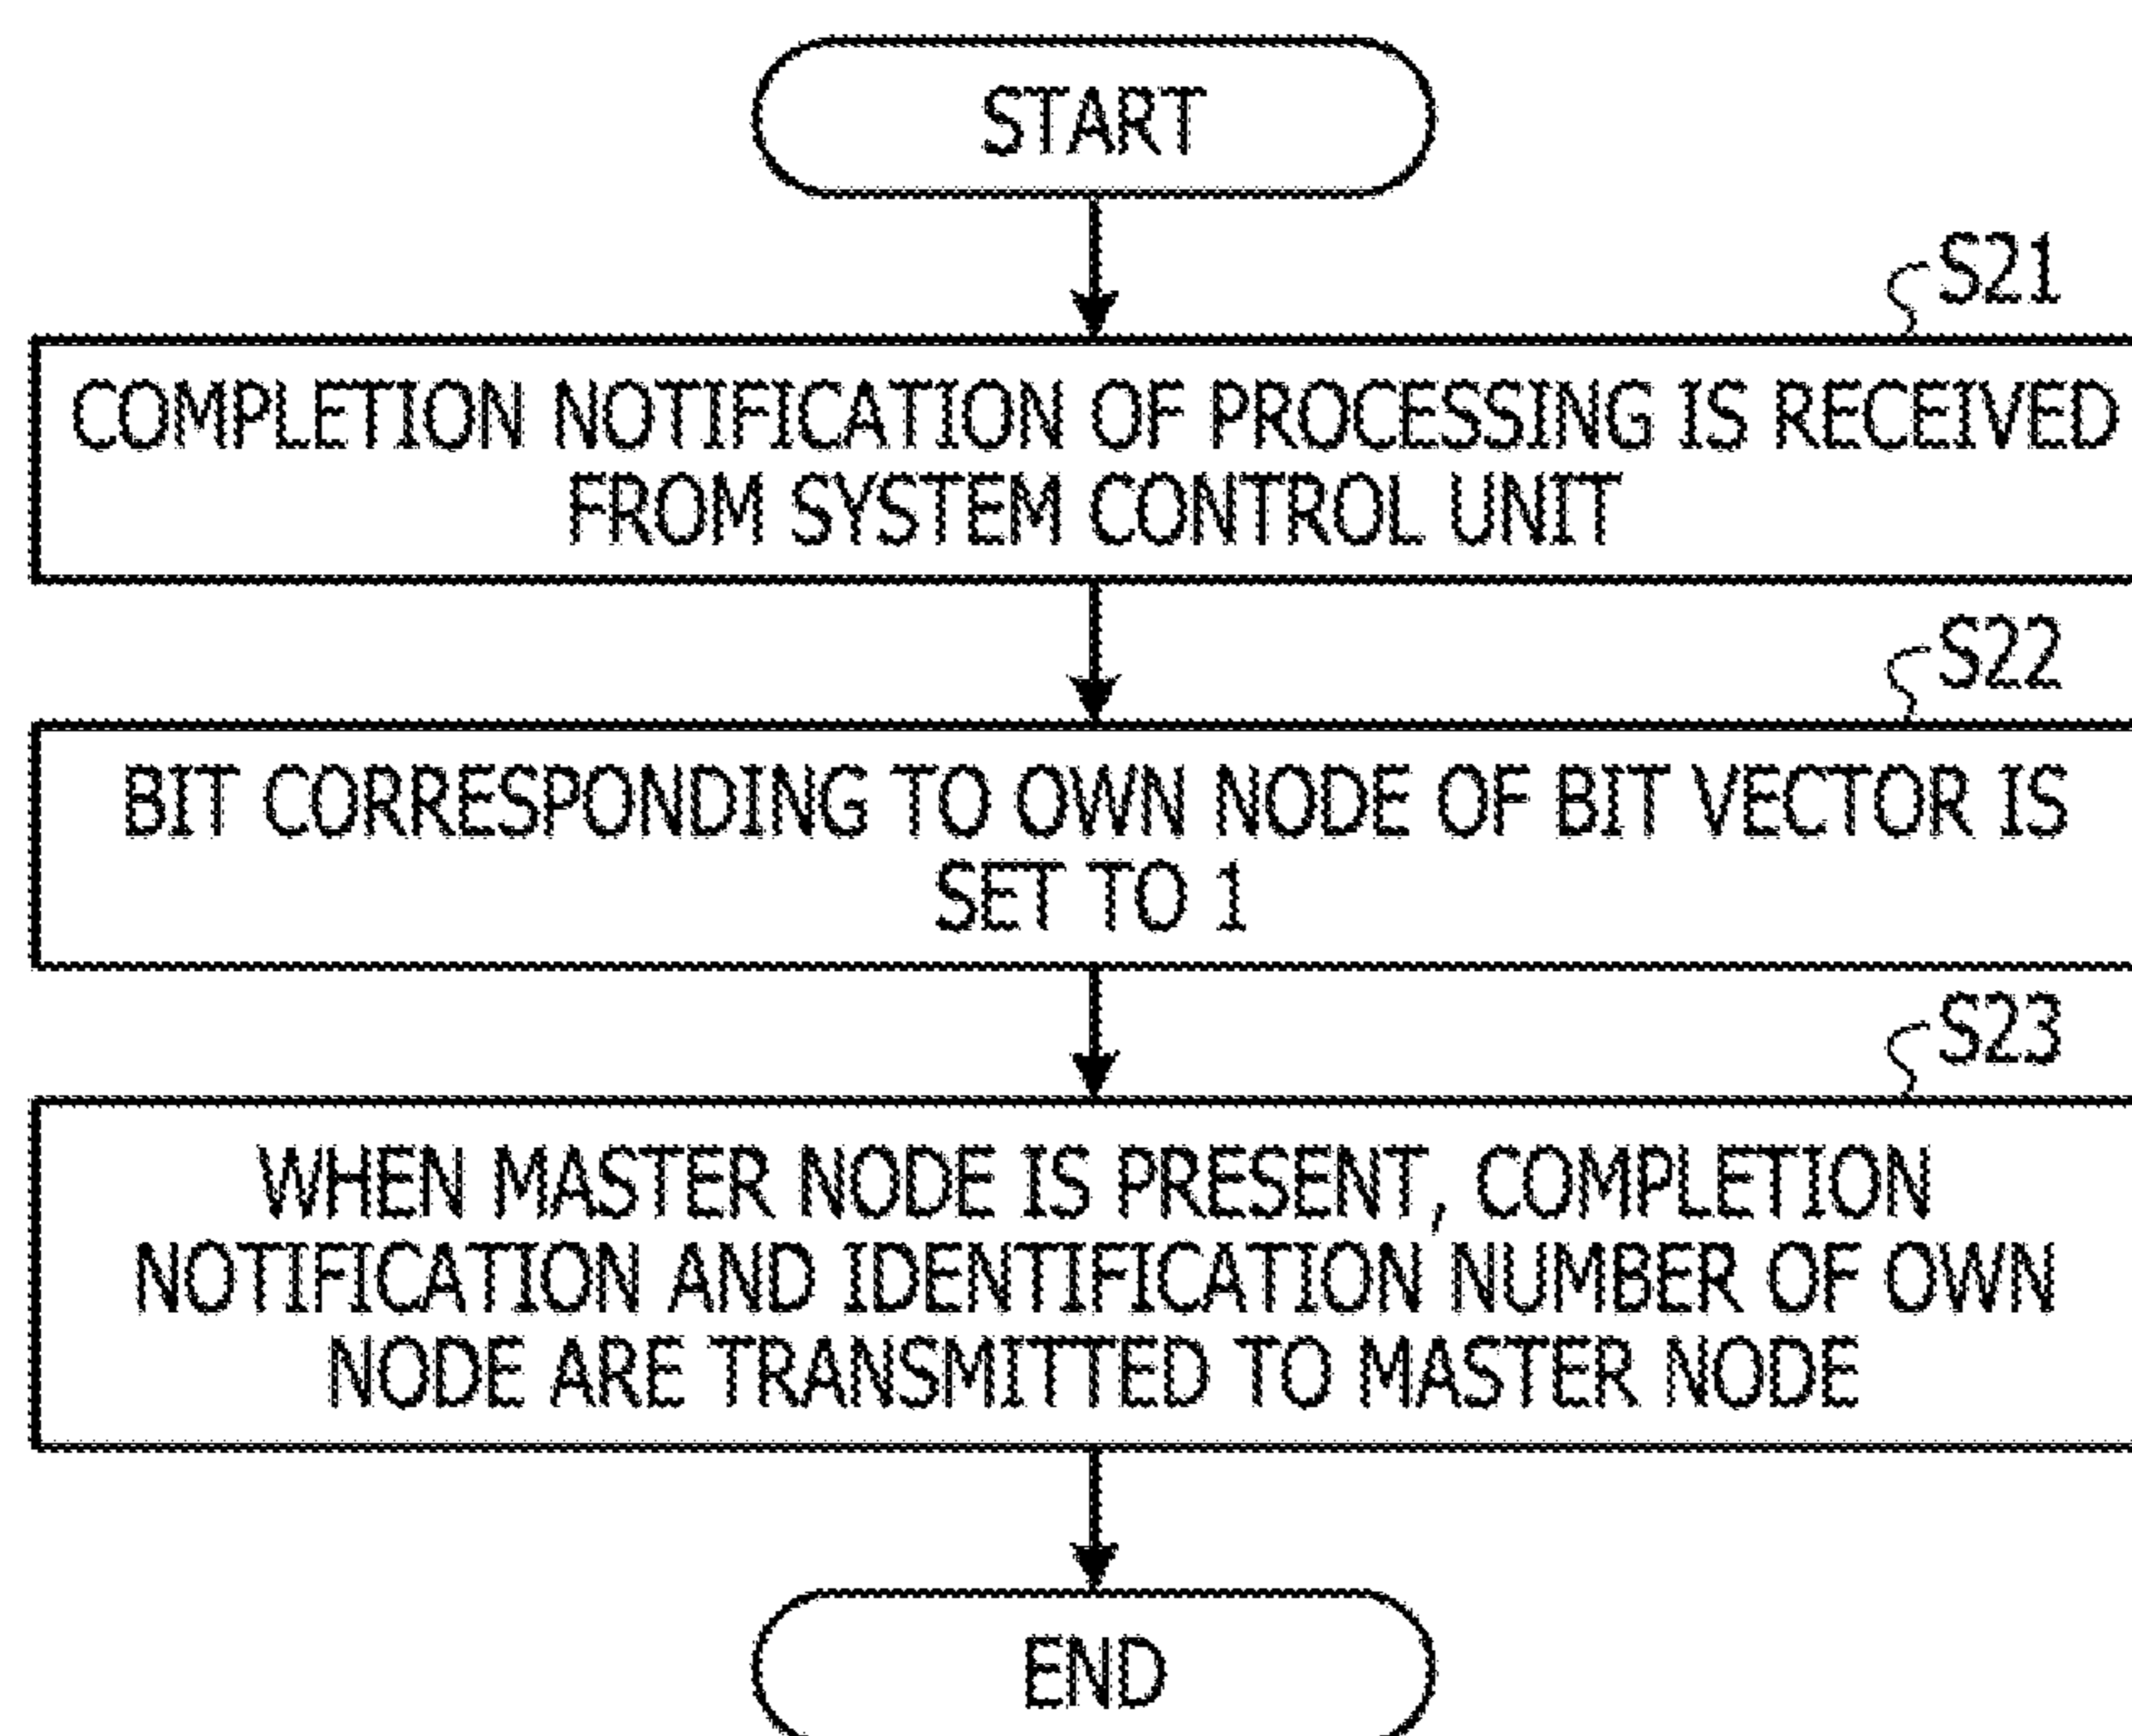 START
S21
COMPLETION NOTIFICATION OF PROCESSING IS RECEIVED
FROM SYSTEM CONTROL UNIT
S22
BIT CORRESPONDING TO OWN NODE OF BIT VECTOR IS
SET TO 1
S23
WHEN MASTER NODE IS PRESENT, COMPLETION
NOTIFICATION AND IDENTIFICATION NUMBER OF OWN
NODE ARE TRANSMITTED TO MASTER NODE
END